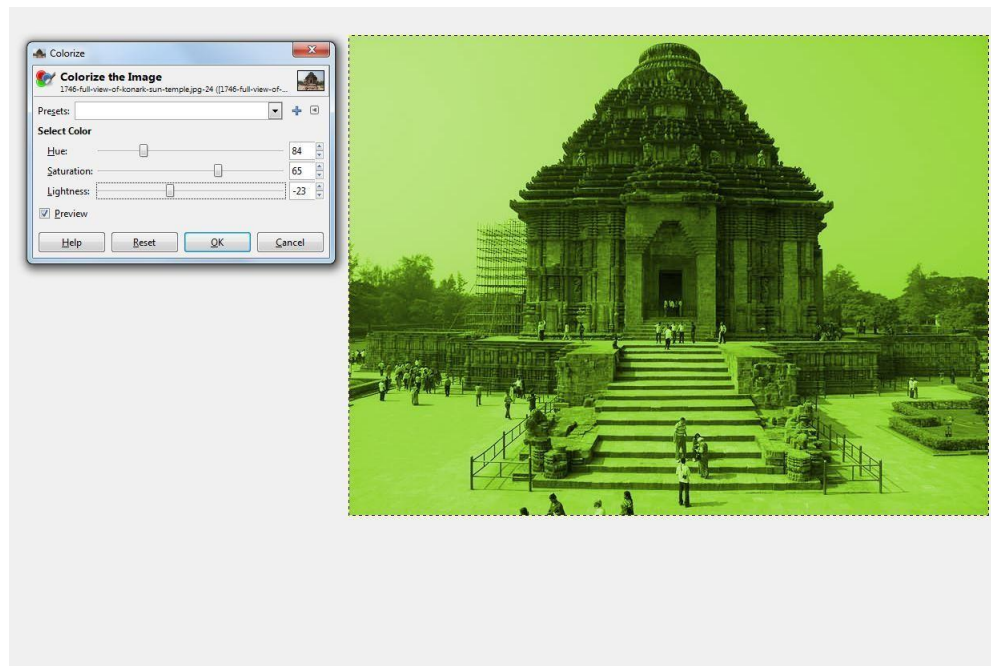 Colorize
Colorize the Image
1746-full-view-of-konark-sun-temple.jpg-24 ([1746-full-view-of-...
Presets:
Select Color
Hue: 84
Saturation: 65
Lightness: -23
Preview
Help Reset OK Cancel